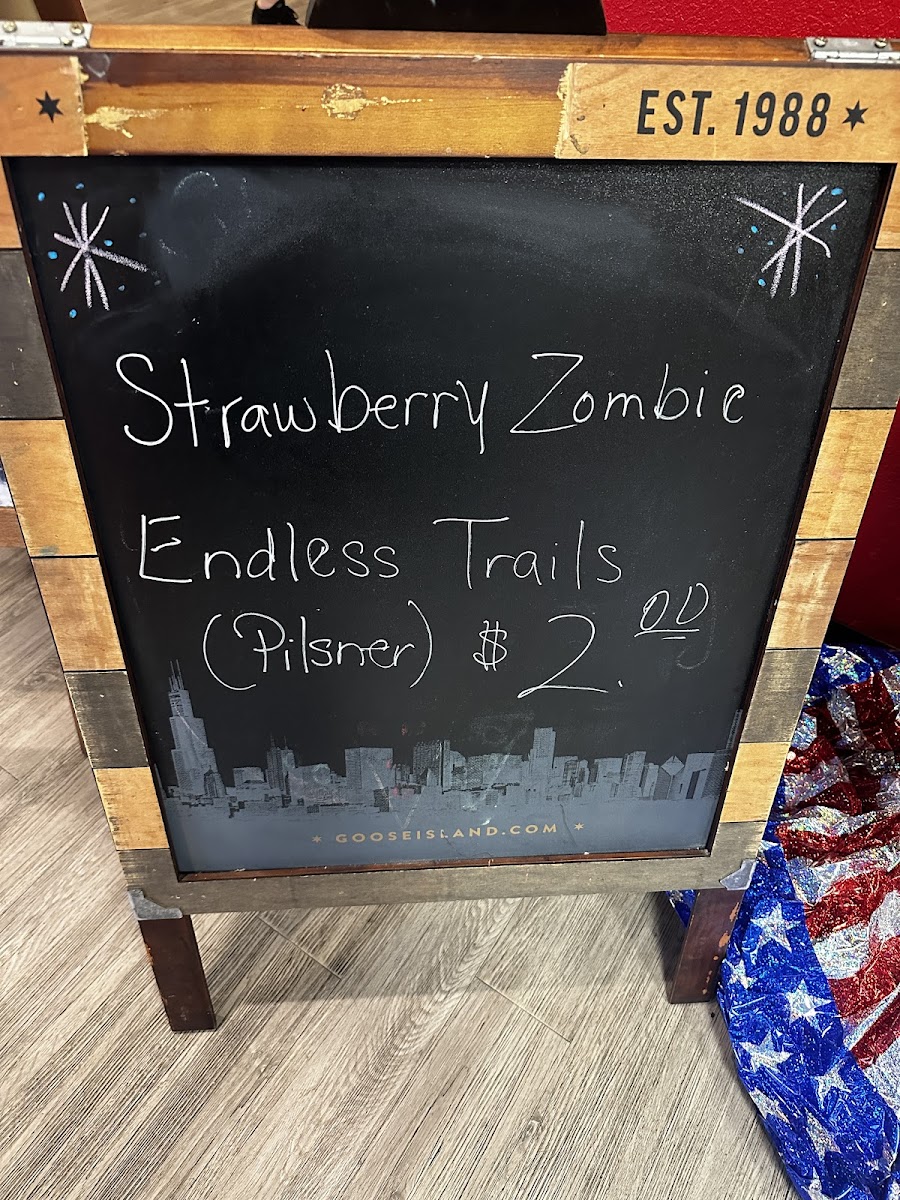 EST. 1988
Strawberry Zombie
Endless Trails
(Pilsner) $2.00
GOOSEISLAND.COM